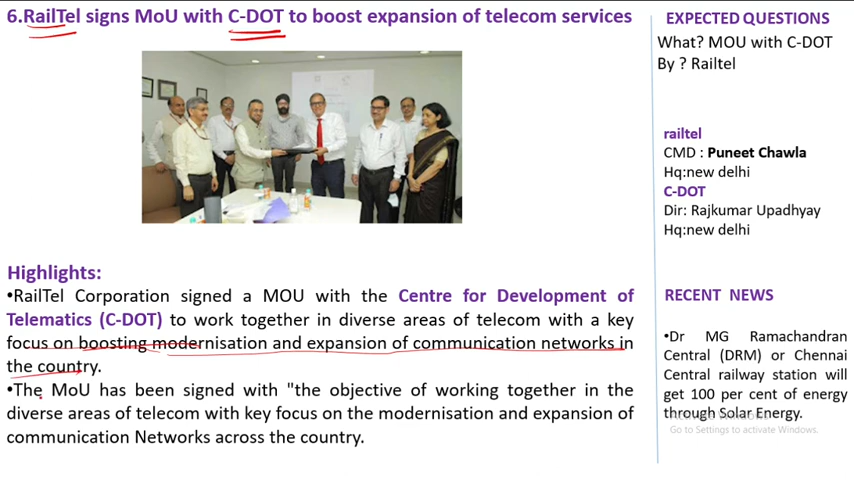 6.RailTel signs MoU with C-DOT to boost expansion of telecom services
Highlights:
•RailTel Corporation signed a MOU with the Centre for Development of
Telematics (C-DOT) to work together in diverse areas of telecom with a key
focus on boosting modernisation and expansion of communication networks in
the country.
•The MoU has been signed with "the objective of working together in the
diverse areas of telecom with key focus on the modernisation and expansion of
communication Networks across the country.
EXPECTED QUESTIONS
What? MOU with C-DOT
By ? Railtel
railtel
CMD : Puneet Chawla
Hq:new delhi
C-DOT
Dir: Rajkumar Upadhyay
Hq:new delhi
RECENT NEWS
•Dr MG Ramachandran
Central (DRM) or Chennai
Central railway station will
get 100 per cent of energy
through Solar Energy.
Go to Settings to activate Windows.